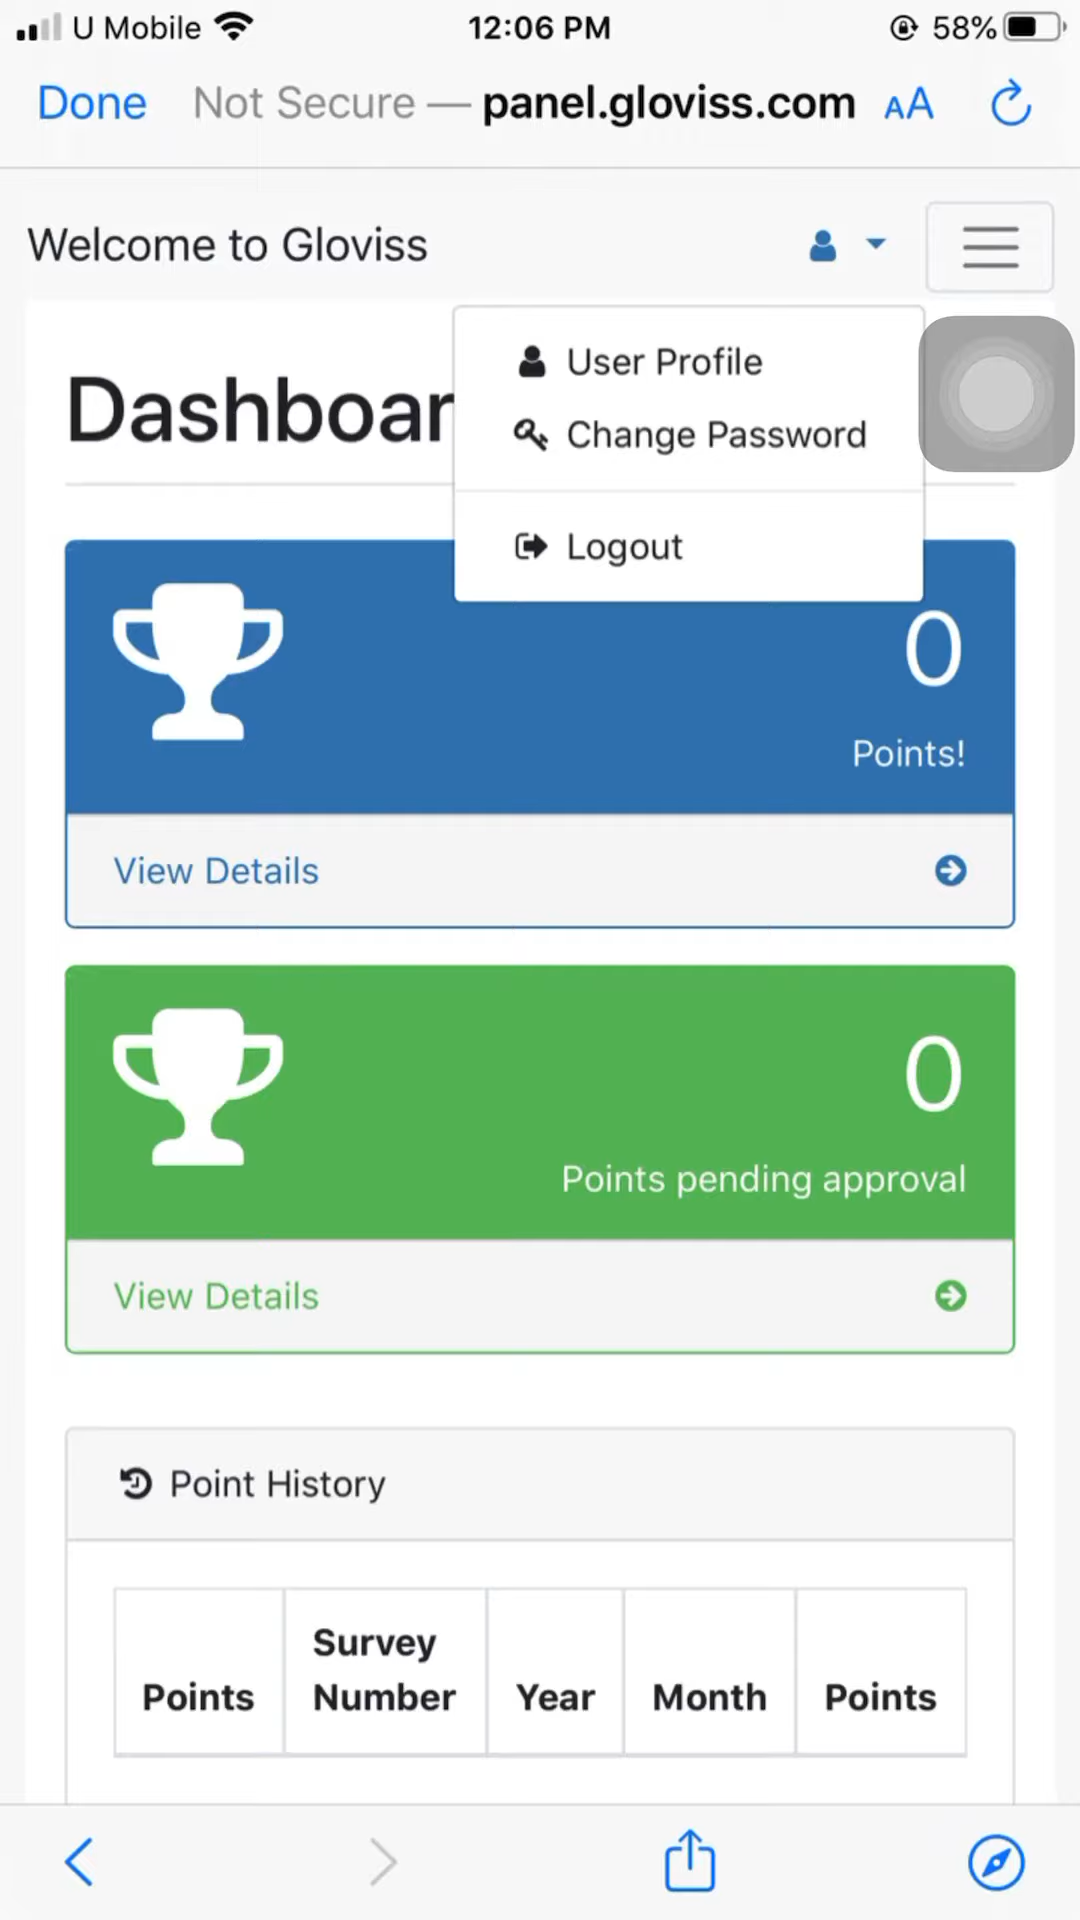 U Mobile 12:06 PM 58%
Done Not Secure — panel.gloviss.com AA
Welcome to Gloviss
User Profile
Dashboar
Change Password
Logout
0
Points!
View Details
0
Points pending approval
View Details
Point History
Points Survey Number Year Month Points